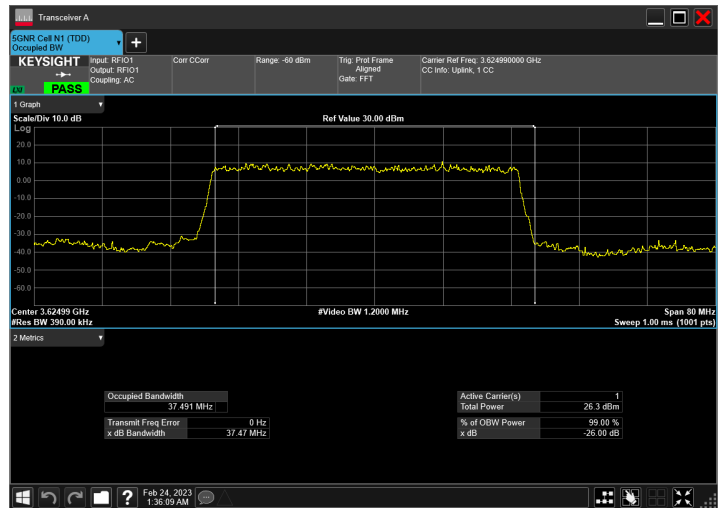 Transceiver A
5GNR Cell N1 (TDD)
Occupied BW
KEYSIGHT
Input: RFIO1
Output: RFIO1
Coupling: AC
Corr CCorr
Range: -60 dBm
Trig: Prot Frame
Aligned
Gate: FFT
Carrier Ref Freq: 3.624990000 GHz
CC Info: Uplink, 1 CC
LXI
PASS
1 Graph
Scale/Div 10.0 dB
Ref Value 30.00 dBm
Log
20.0
10.0
0.00
-10.0
-20.0
-30.0
-40.0
-50.0
-60.0
Center 3.62499 GHz
#Video BW 1.2000 MHz
Span 80 MHz
#Res BW 390.00 kHz
Sweep 1.00 ms (1001 pts)
2 Metrics
Occupied Bandwidth
37.491 MHz
Active Carrier(s) 1
Total Power 26.3 dBm
Transmit Freq Error 0 Hz
x dB Bandwidth 37.47 MHz
% of OBW Power 99.00 %
x dB -26.00 dB
?
Feb 24, 2023
1:36:09 AM